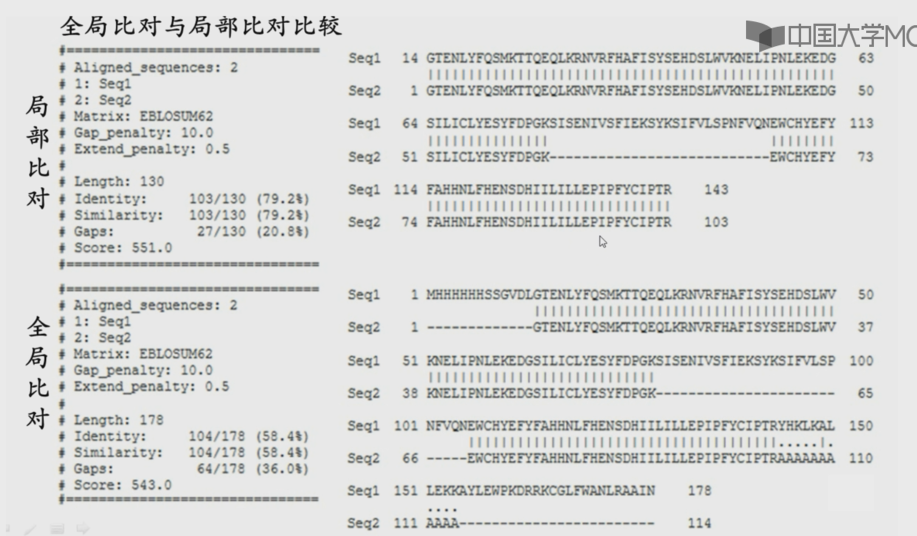 全局比对与局部比对比较
中国大学MO
局部比对
#=======================================
# Aligned_sequences: 2
# 1: Seq1
# 2: Seq2
# Matrix: EBLOSUM62
# Gap_penalty: 10.0
# Extend_penalty: 0.5
#
# Length: 130
# Identity: 103/130 (79.2%)
# Similarity: 103/130 (79.2%)
# Gaps: 27/130 (20.8%)
# Score: 551.0
#=======================================
Seq1 14 GTENLYFQSMKTTQEQLKRNVRFHAFISYSEHDSLWVKNELIPNLEKEDG 63
||||||||||||||||||||||||||||||||||||||||||||||||||
Seq2 1 GTENLYFQSMKTTQEQLKRNVRFHAFISYSEHDSLWVKNELIPNLEKEDG 50
Seq1 64 SILICLYESYFDPGKSISENIVSFIEKSYKSIFVLSPNFVQNEWCHYEFY 113
||||||||||||||| ||||||||
Seq2 51 SILICLYESYFDPGK---------------------------EWCHYEFY 73
Seq1 114 FAHHNLFHENSDHIILILLEPIPFYCIPTR 143
||||||||||||||||||||||||||||||
Seq2 74 FAHHNLFHENSDHIILILLEPIPFYCIPTR 103
全局比对
#=======================================
# Aligned_sequences: 2
# 1: Seq1
# 2: Seq2
# Matrix: EBLOSUM62
# Gap_penalty: 10.0
# Extend_penalty: 0.5
#
# Length: 178
# Identity: 104/178 (58.4%)
# Similarity: 104/178 (58.4%)
# Gaps: 64/178 (36.0%)
# Score: 543.0
#=======================================
Seq1 1 MHHHHHHSSGVDLGTENLYFQSMKTTQEQLKRNVRFHAFISYSEHDSLWV 50
|||||||||||||||||||||||||||||||||||||
Seq2 1 -------------GTENLYFQSMKTTQEQLKRNVRFHAFISYSEHDSLWV 37
Seq1 51 KNELIPNLEKEDGSILICLYESYFDPGKSISENIVSFIEKSYKSIFVLSP 100
||||||||||||||||||||||||||||
Seq2 38 KNELIPNLEKEDGSILICLYESYFDPGK---------------------- 65
Seq1 101 NFVQNEWCHYEFYFAHHNLFHENSDHIILILLEPIPFYCIPTRYHKLKAL 150
||||||||||||||||||||||||||||||||||||||.....|.
Seq2 66 -----EWCHYEFYFAHHNLFHENSDHIILILLEPIPFYCIPTRAAAAAAA 110
Seq1 151 LEKKAYLEWPKDRRKCGLFWANLRAAIN 178
....
Seq2 111 AAAA------------------------ 114